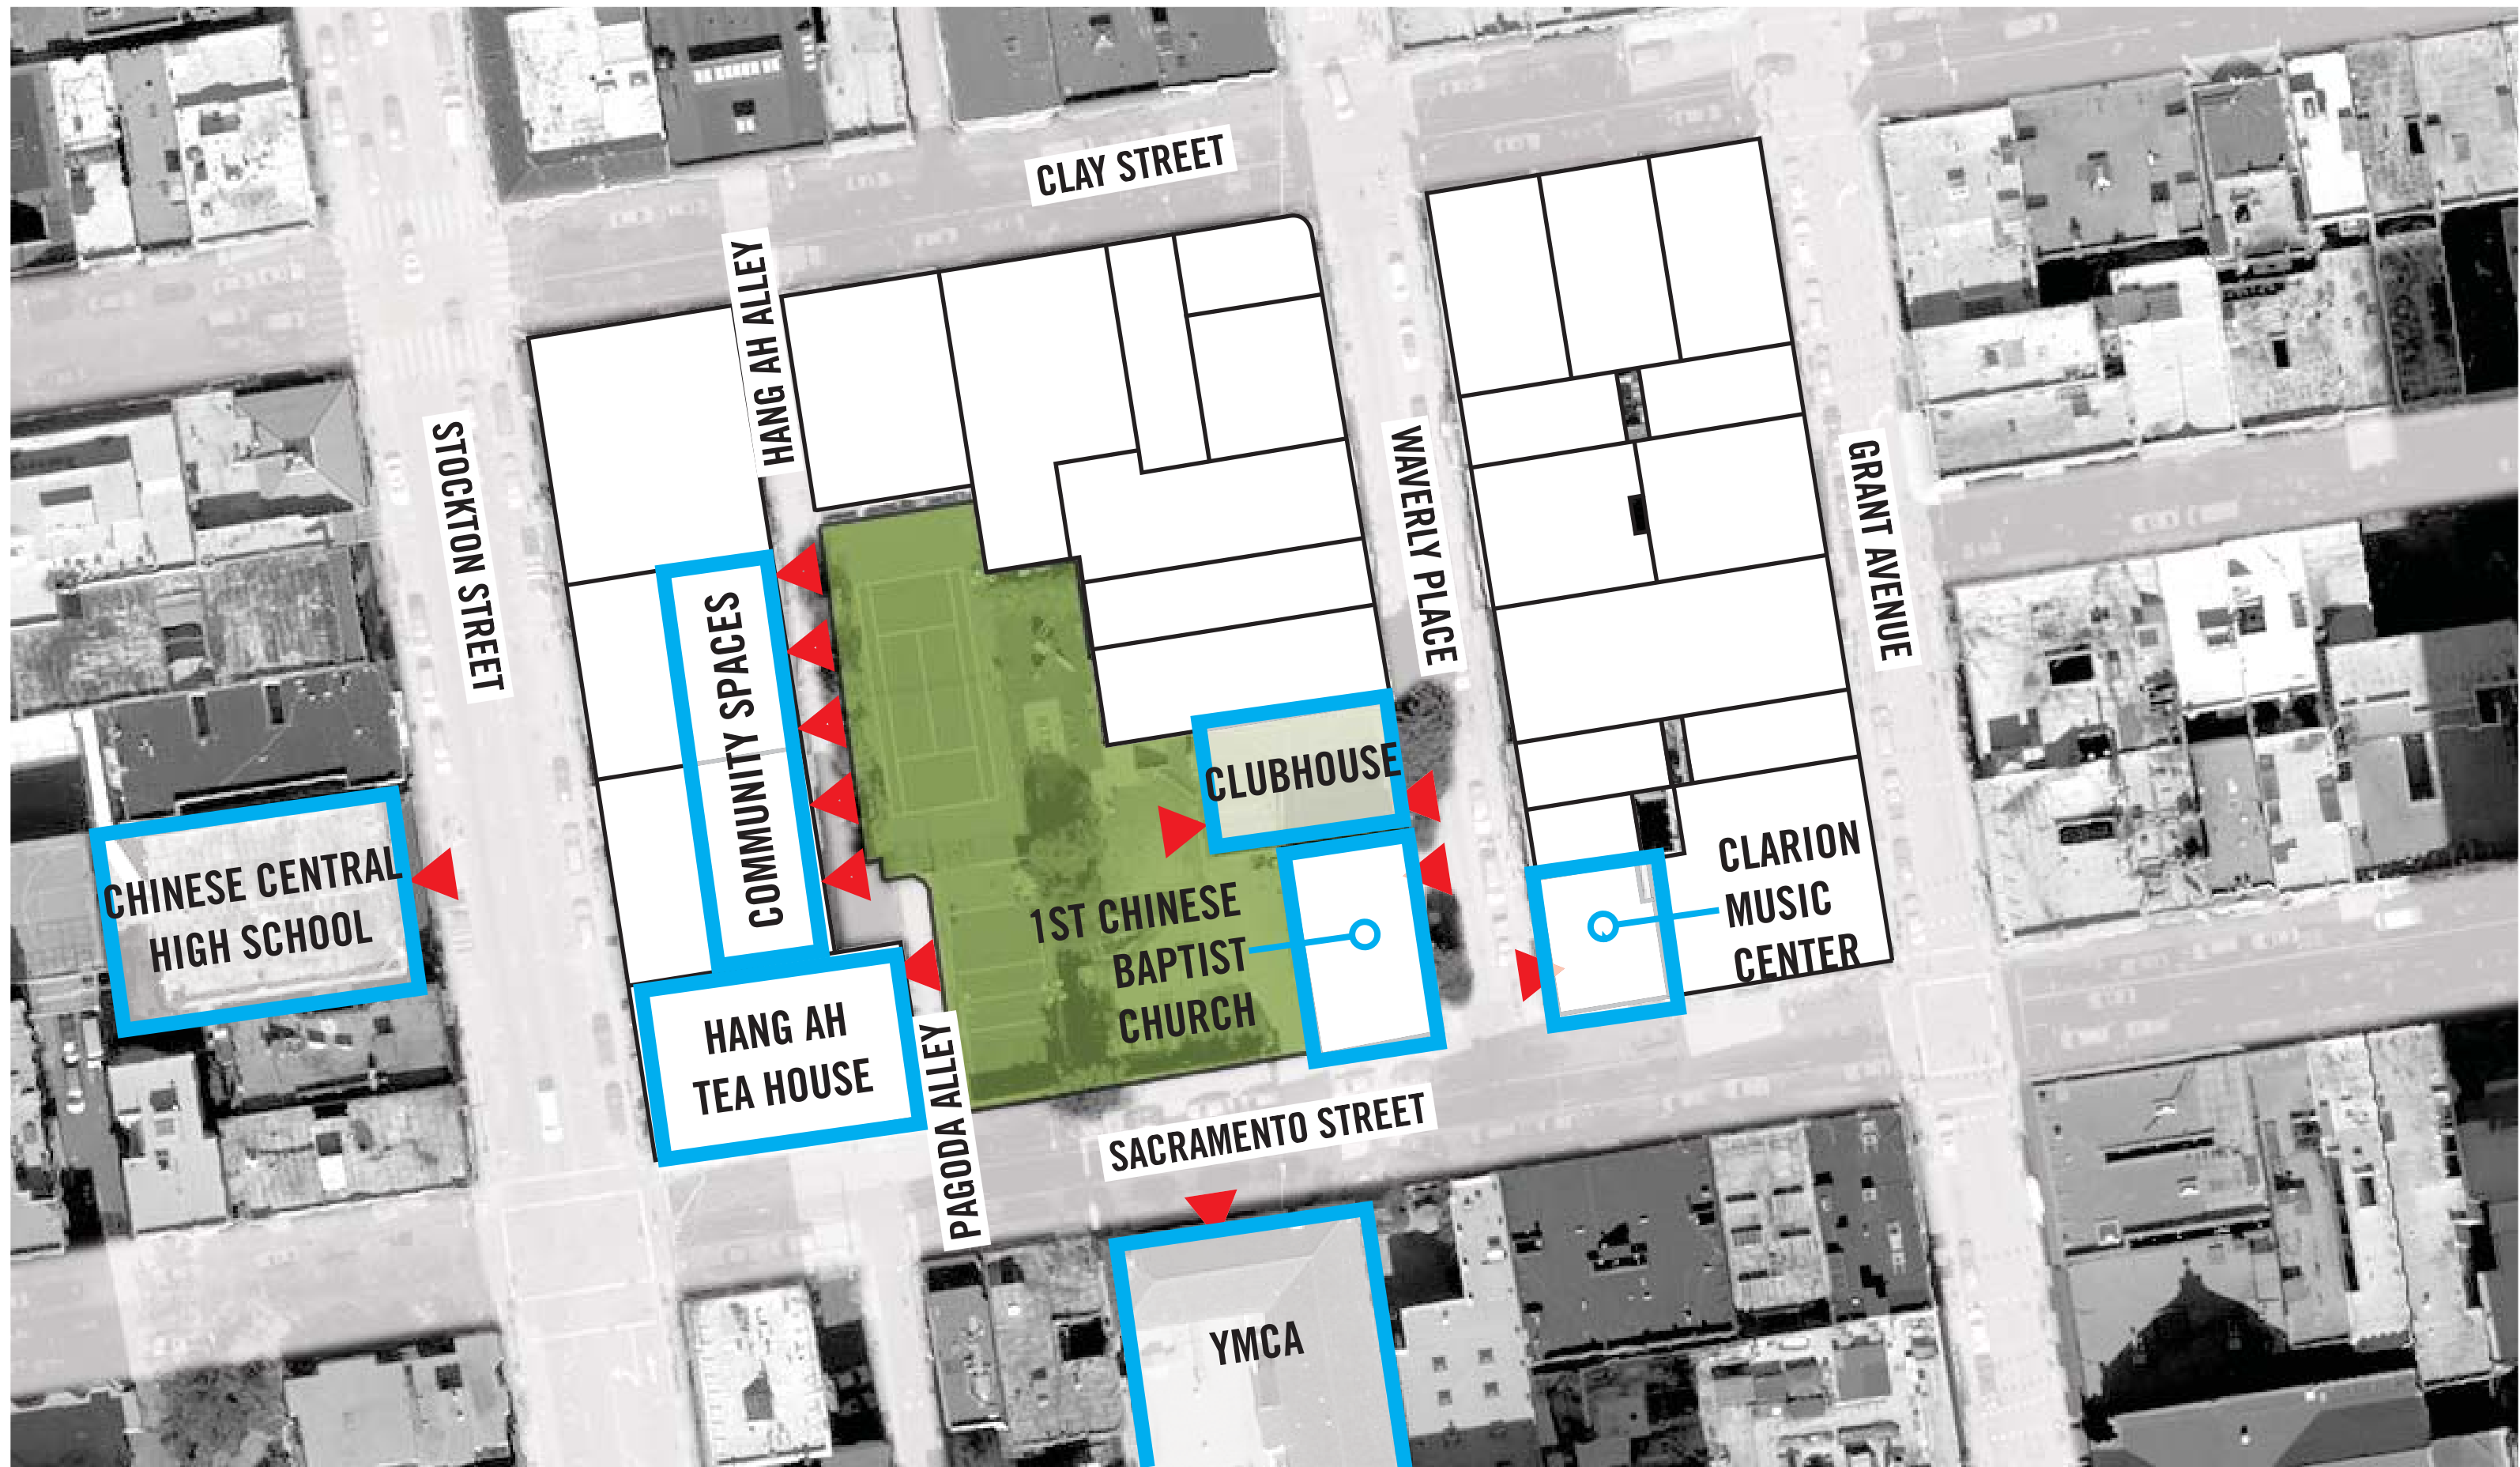 CLAY STREET
HANG AH ALLEY
STOCKTON STREET
WAVERLY PLACE
GRANT AVENUE
COMMUNITY SPACES
CLUBHOUSE
CHINESE CENTRAL
HIGH SCHOOL
1ST CHINESE
BAPTIST
CHURCH
CLARION
MUSIC
CENTER
HANG AH
TEA HOUSE
PAGODA ALLEY
SACRAMENTO STREET
YMCA